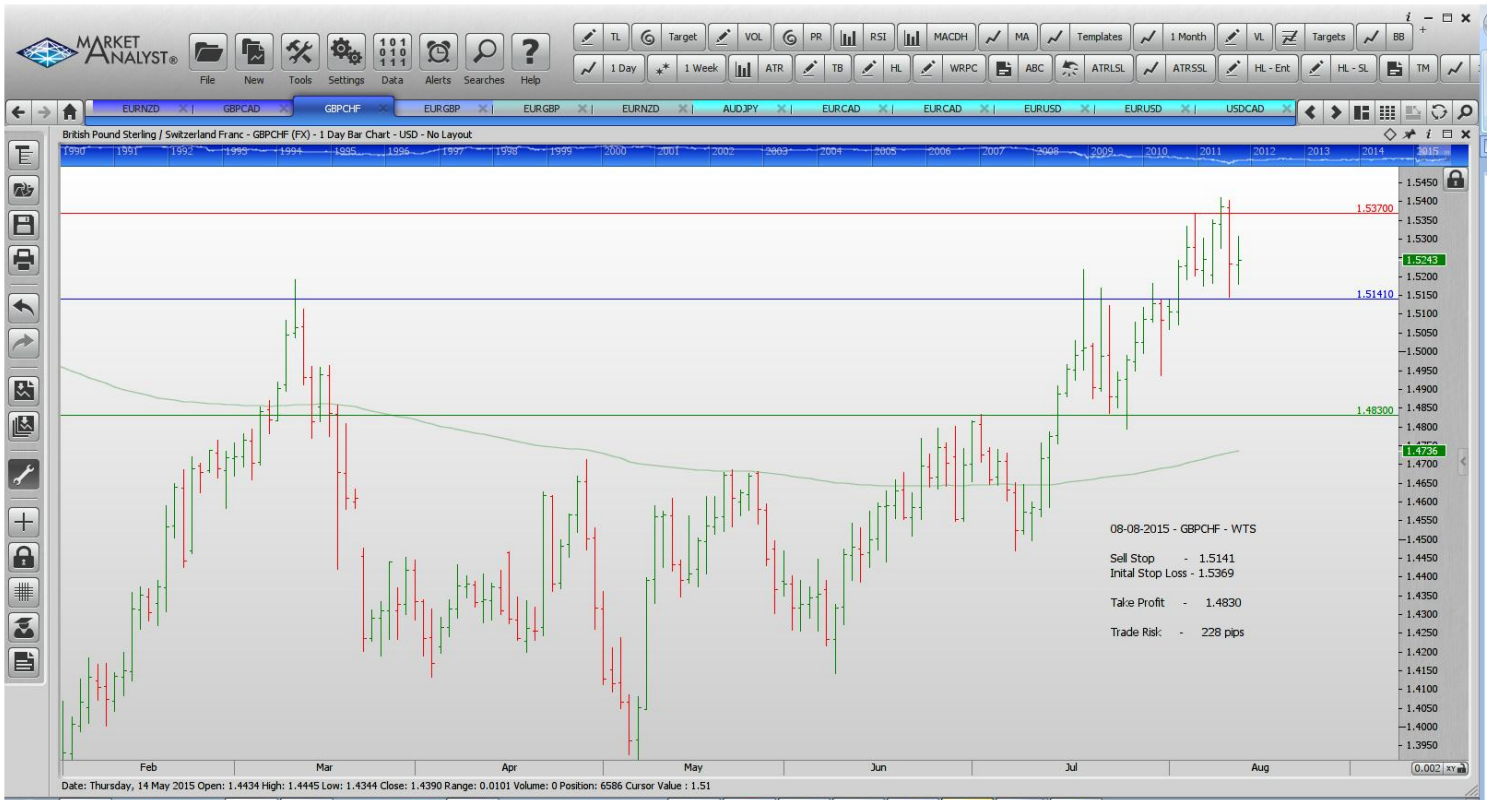 MARKET
ANALYST®
File New Tools Settings Data Alerts Searches Help
TL Target VOL PR RSI MACDH MA Templates 1 Month VL Targets BB
1 Day 1 Week ATR TB HL WRPC ABC ATRLSL ATRSSL HL - Ent HL - SL TM
EURNZD GBPCAD GBPCHF EURGBP EURGBP EURNZD AUDJPY EURCAD EURCAD EURUSD EURUSD USDCAD
British Pound Sterling / Switzerland Franc - GBPCHF (FX) - 1 Day Bar Chart - USD - No Layout
1990 1991 1992 1993 1994 1995 1996 1997 1998 1999 2000 2001 2002 2003 2004 2005 2006 2007 2008 2009 2010 2011 2012 2013 2014 2015
1.5450
1.5400
1.53700
1.5350
1.5300
1.5243
1.5200
1.51410
1.5150
1.5100
1.5050
1.5000
1.4950
1.4900
1.4850
1.48300
1.4800
1.4736
1.4700
1.4650
1.4600
1.4550
1.4500
1.4450
1.4400
1.4350
1.4300
1.4250
1.4200
1.4150
1.4100
1.4050
1.4000
1.3950
08-08-2015 - GBPCHF - WTS
Sell Stop - 1.5141
Inital Stop Loss - 1.5369
Take Profit - 1.4830
Trade Risk - 228 pips
Feb Mar Apr May Jun Jul Aug
0.002 XY
Date: Thursday, 14 May 2015 Open: 1.4434 High: 1.4445 Low: 1.4344 Close: 1.4390 Range: 0.0101 Volume: 0 Position: 6586 Cursor Value : 1.51